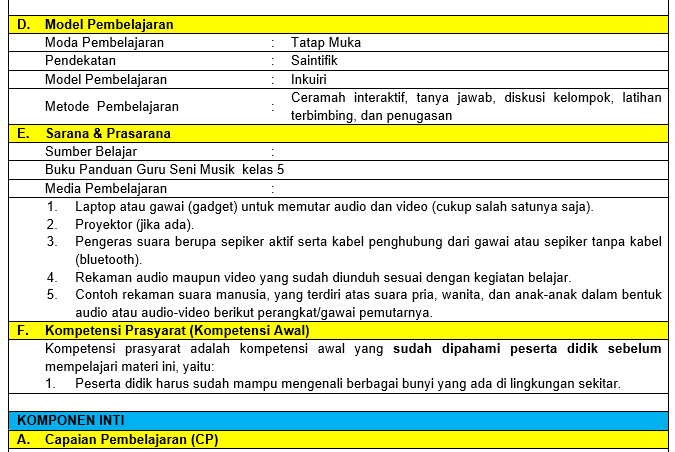 D. Model Pembelajaran
Moda Pembelajaran : Tatap Muka
Pendekatan : Saintifik
Model Pembelajaran : Inkuiri
Metode Pembelajaran : Ceramah interaktif, tanya jawab, diskusi kelompok, latihan
terbimbing, dan penugasan
E. Sarana & Prasarana
Sumber Belajar :
Buku Panduan Guru Seni Musik kelas 5
Media Pembelajaran :
1. Laptop atau gawai (gadget) untuk memutar audio dan video (cukup salah satunya saja).
2. Proyektor (jika ada).
3. Pengeras suara berupa sepiker aktif serta kabel penghubung dari gawai atau sepiker tanpa kabel
(bluetooth).
4. Rekaman audio maupun video yang sudah diunduh sesuai dengan kegiatan belajar.
5. Contoh rekaman suara manusia, yang terdiri atas suara pria, wanita, dan anak-anak dalam bentuk
audio atau audio-video berikut perangkat/gawai pemutarnya.
F. Kompetensi Prasyarat (Kompetensi Awal)
Kompetensi prasyarat adalah kompetensi awal yang sudah dipahami peserta didik sebelum
mempelajari materi ini, yaitu:
1. Peserta didik harus sudah mampu mengenali berbagai bunyi yang ada di lingkungan sekitar.
KOMPONEN INTI
A. Capaian Pembelajaran (CP)